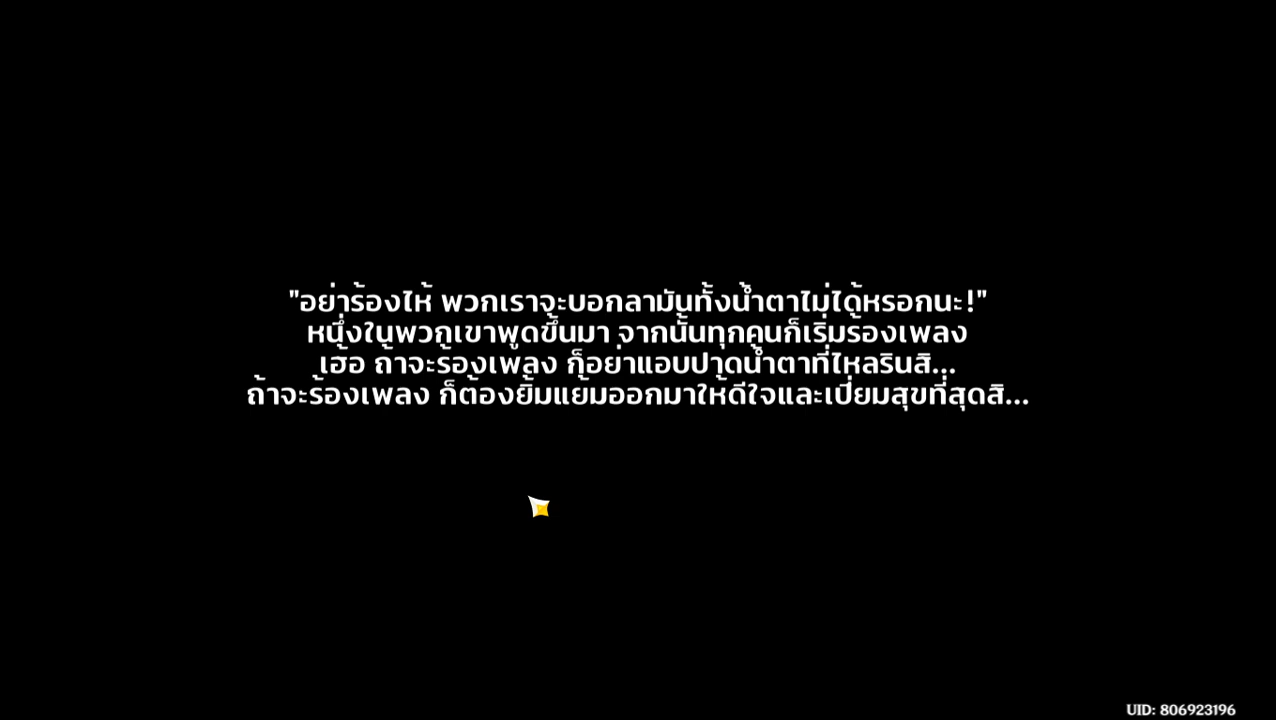 "อย่าร้องไห้ พวกเราจะบอกลามันทั้งน้ำตาไม่ได้หรอกนะ!"
หนึ่งในพวกเขาพูดขึ้นมา จากนั้นทุกคนก็เริ่มร้องเพลง
เฮ้อ ถ้าจะร้องเพลง ก็อย่าแอบปาดน้ำตาที่ไหลรินสิ...
ถ้าจะร้องเพลง ก็ต้องยิ้มแย้มออกมาให้ดีใจและเปี่ยมสุขที่สุดสิ...
UID: 806923196